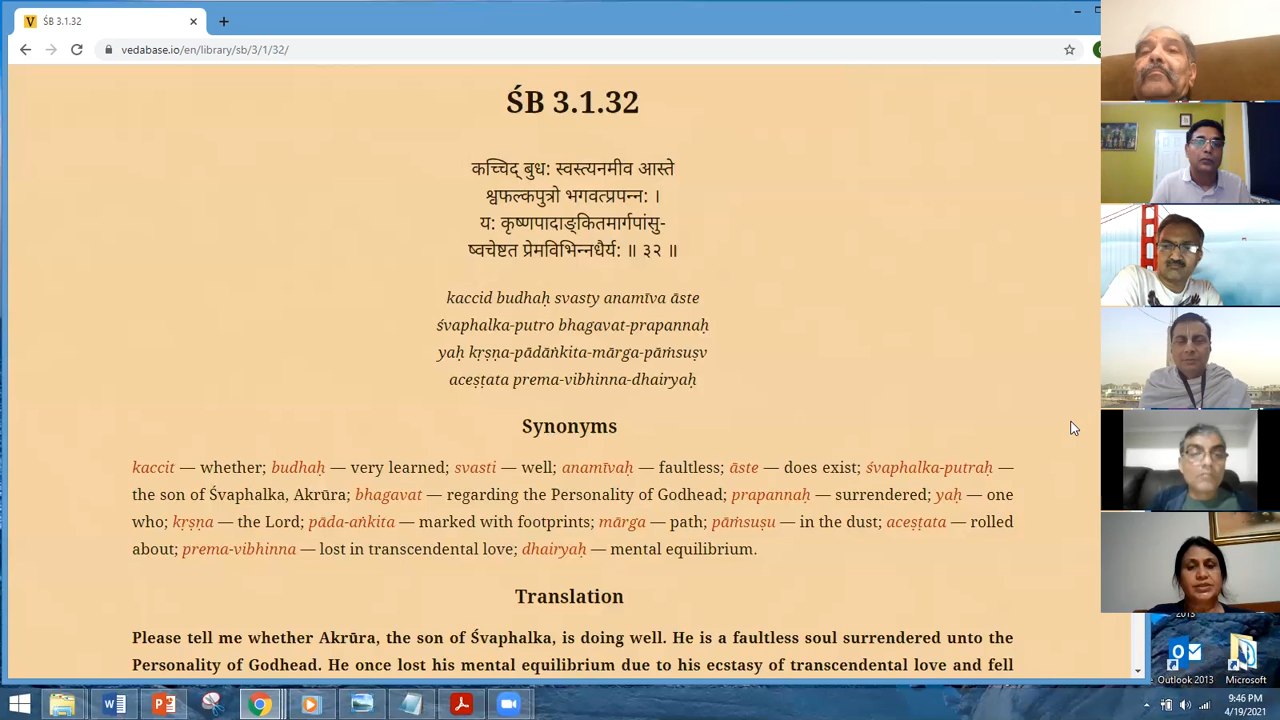 ŚB 3.1.32
vedabase.io/en/library/sb/3/1/32/
ŚB 3.1.32
कच्चिद् बुध: स्वस्त्यनमीव आस्ते
श्वफल्कपुत्रो भगवत्प्रपन्न: ।
य: कृष्णपादाङ्कितमार्गपांसु-
ष्वचेष्टत प्रेमविभिन्नधैर्य: ॥ ३२ ॥
kaccid budhaḥ svasty anamīva āste
śvaphalka-putro bhagavat-prapannaḥ
yaḥ kṛṣṇa-pādāṅkita-mārga-pāṁsuṣv
aceṣṭata prema-vibhinna-dhairyaḥ
Synonyms
kaccit — whether; budhaḥ — very learned; svasti — well; anamīvaḥ — faultless; āste — does exist; śvaphalka-putraḥ —
the son of Śvaphalka, Akrūra; bhagavat — regarding the Personality of Godhead; prapannaḥ — surrendered; yaḥ — one
who; kṛṣṇa — the Lord; pāda-aṅkita — marked with footprints; mārga — path; pāṁsuṣu — in the dust; aceṣṭata — rolled
about; prema-vibhinna — lost in transcendental love; dhairyaḥ — mental equilibrium.
Translation
Please tell me whether Akrūra, the son of Śvaphalka, is doing well. He is a faultless soul surrendered unto the
Personality of Godhead. He once lost his mental equilibrium due to his ecstasy of transcendental love and fell
2013
Outlook 2013
Microsoft
9:46 PM
4/19/2021